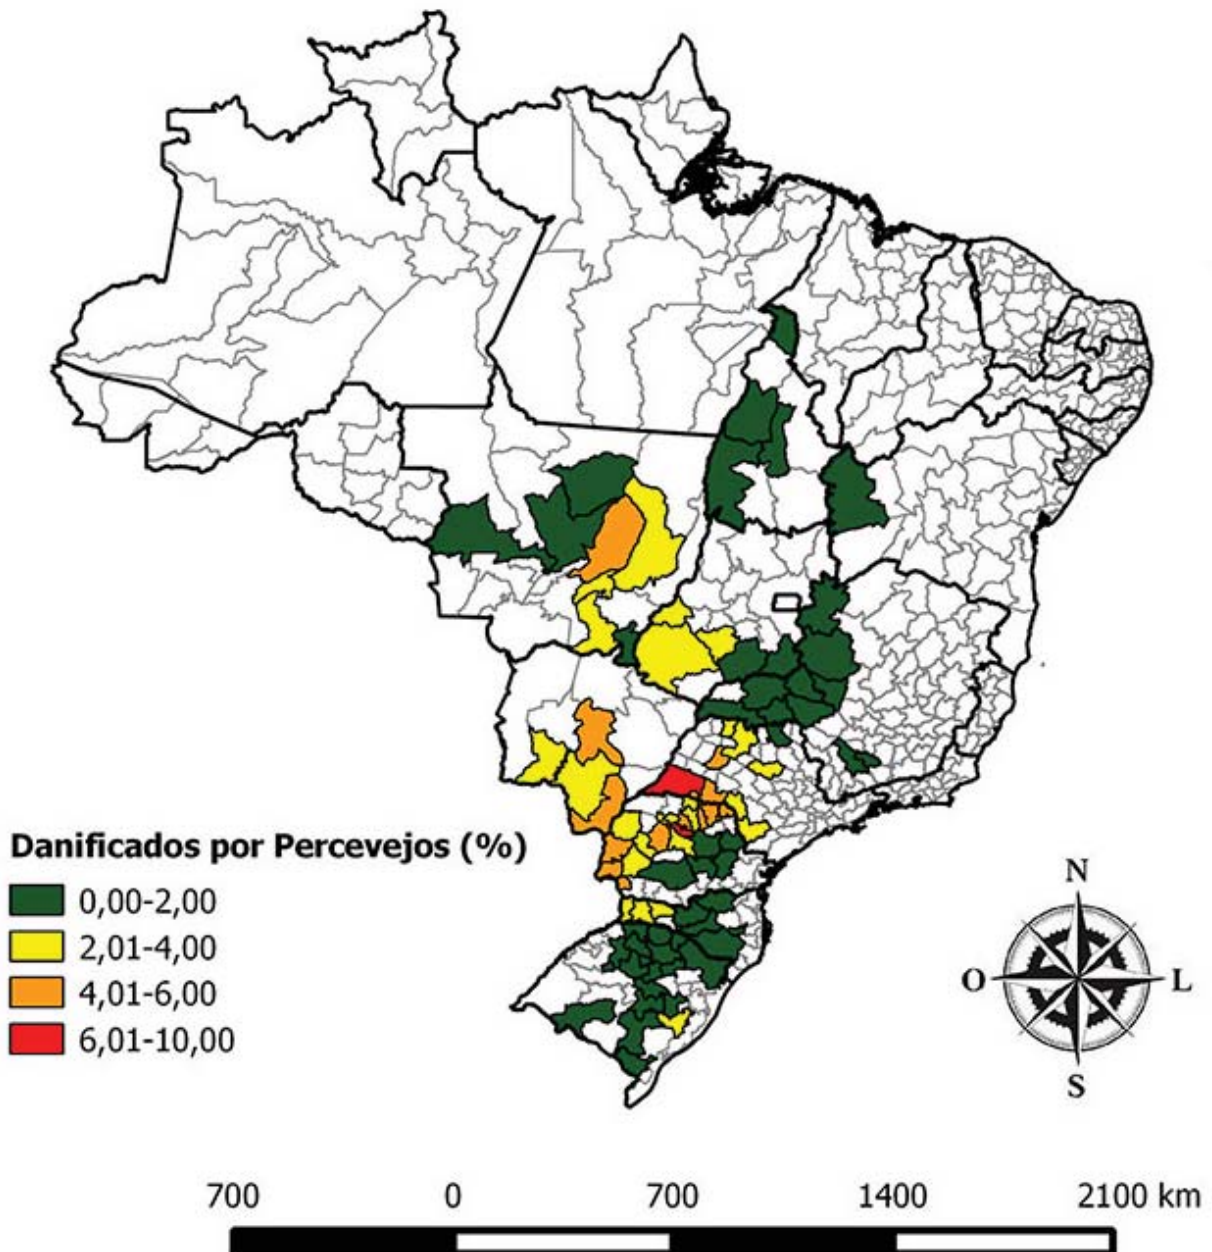 Danificados por Percevejos (%)
0,00-2,00
2,01-4,00
4,01-6,00
6,01-10,00
N
O
L
S
700 0 700 1400 2100 km